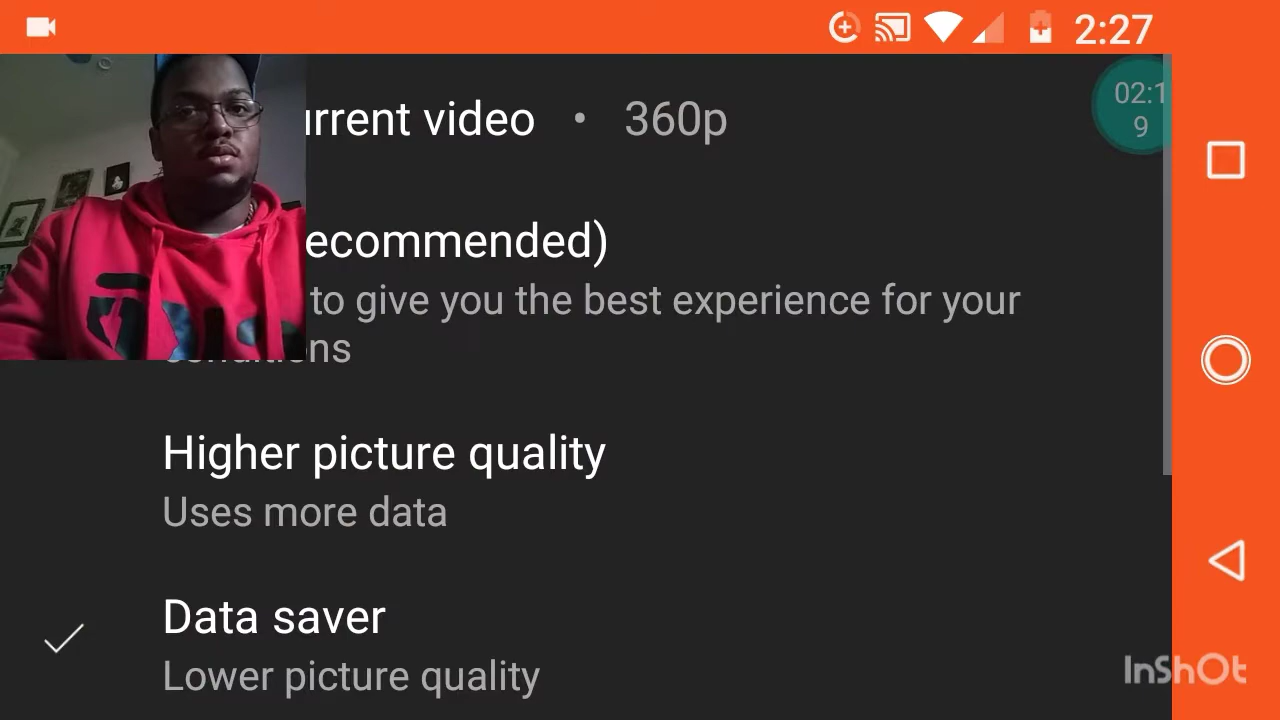 2:27
02:1
9
rrent video • 360p
ecommended)
to give you the best experience for your
ns
Higher picture quality
Uses more data
Data saver
Lower picture quality
InShOt